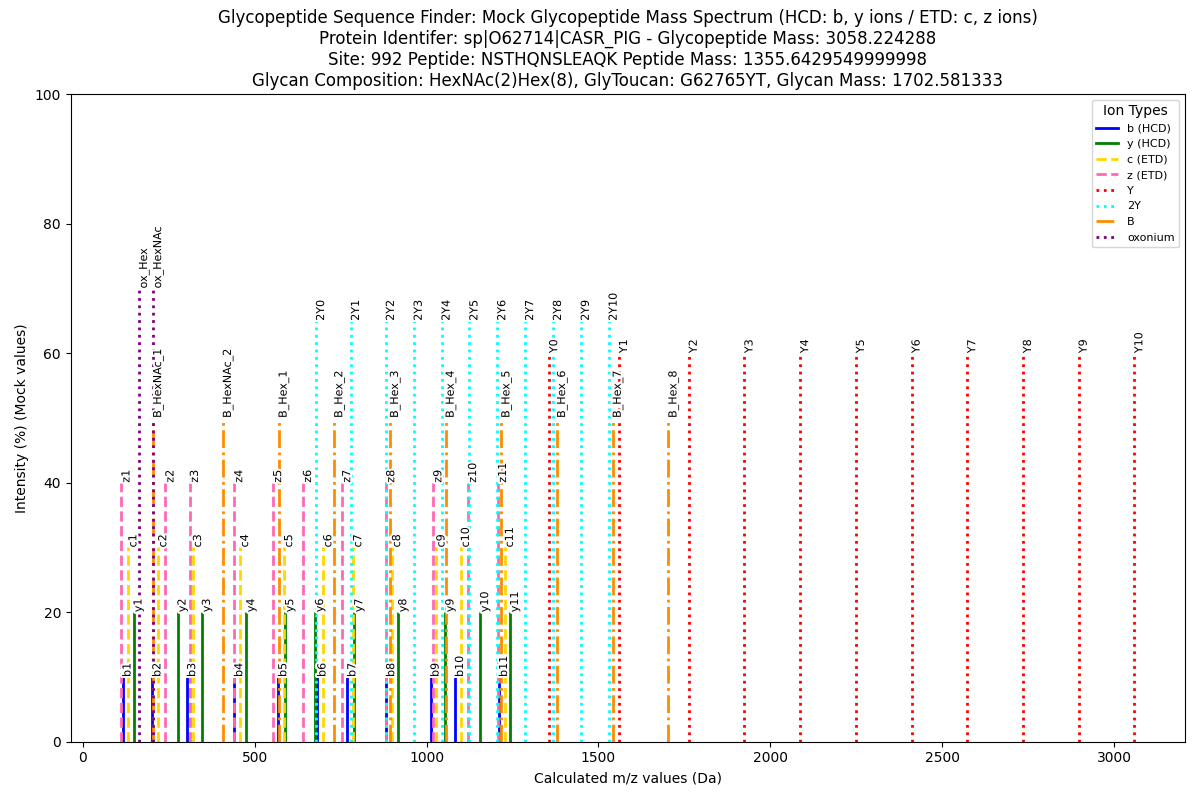 Glycopeptide Sequence Finder: Mock Glycopeptide Mass Spectrum (HCD: b, y ions / ETD: c, z ions)
Protein Identifer: sp|O62714|CASR_PIG - Glycopeptide Mass: 3058.224288
Site: 992 Peptide: NSTHQNSLEAQK Peptide Mass: 1355.6429549999998
Glycan Composition: HexNAc(2)Hex(8), GlyToucan: G62765YT, Glycan Mass: 1702.581333
Intensity (%) (Mock values)
100
80
60
40
20
0
Ion Types
b (HCD)
y (HCD)
c (ETD)
z (ETD)
Y
2Y
B
oxonium
ox_Hex
ox_HexNAc
2Y0
2Y1
2Y2
2Y3
2Y4
2Y5
2Y6
2Y7
2Y8
2Y9
2Y10
Y0
Y1
Y2
Y3
Y4
Y5
Y6
Y7
Y8
Y9
Y10
B_HexNAc_1
B_HexNAc_2
B_Hex_1
B_Hex_2
B_Hex_3
B_Hex_4
B_Hex_5
B_Hex_6
B_Hex_7
B_Hex_8
z1
z2
z3
z4
z5
z6
z7
z8
z9
z10
z11
c1
c2
c3
c4
c5
c6
c7
c8
c9
c10
c11
y1
y2
y3
y4
y5
y6
y7
y8
y9
y10
y11
b1
b2
b3
b4
b5
b6
b7
b8
b9
b10
b11
0
500
1000
1500
2000
2500
3000
Calculated m/z values (Da)